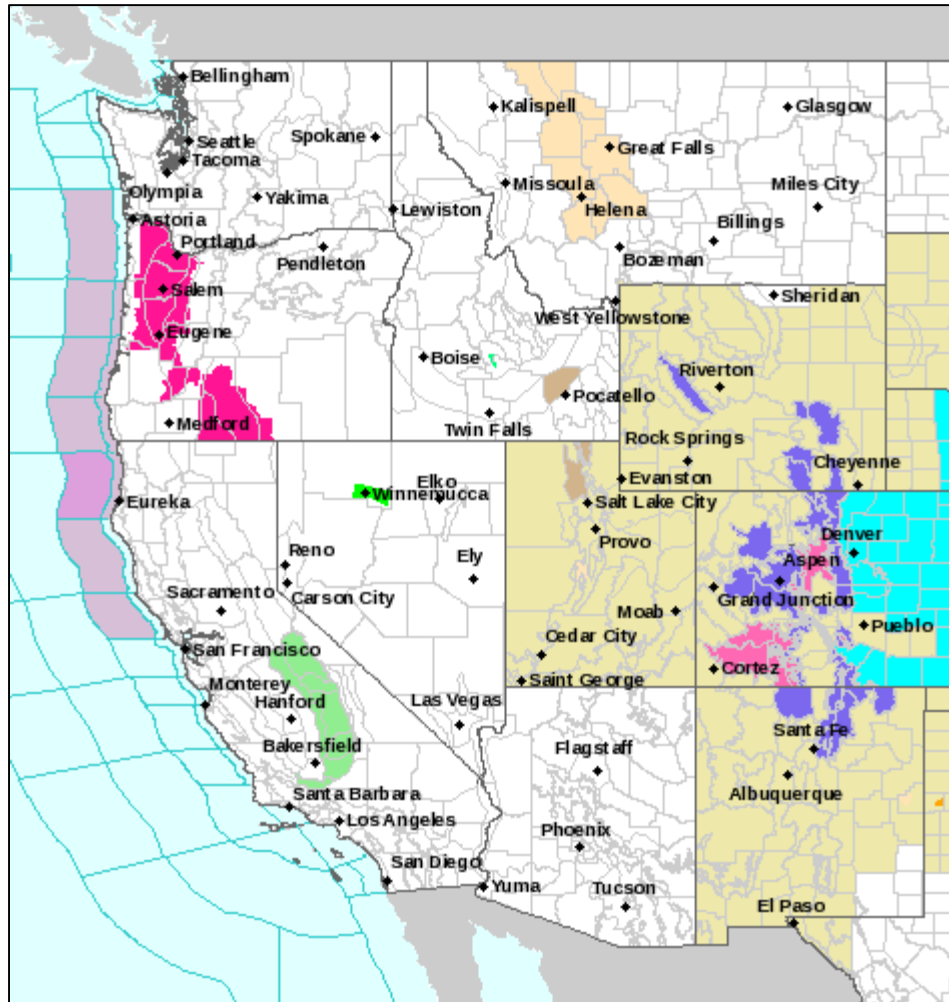 Bellingham
Kalispell
Glasgow
Spokane
Seattle
Great Falls
Tacoma
Olympia
Missoula
Miles City
Yakima
Helena
Lewiston
Astoria
Billings
Portland
Pendleton
Bozeman
Salem
Sheridan
West Yellowstone
Eugene
Boise
Riverton
Pocatello
Medford
Twin Falls
Rock Springs
Cheyenne
Elko
Evanston
Winnemucca
Eureka
Salt Lake City
Provo
Denver
Reno
Ely
Aspen
Sacramento
Carson City
Grand Junction
Moab
Pueblo
Cedar City
San Francisco
Cortez
Saint George
Monterey
Las Vegas
Hanford
Santa Fe
Bakersfield
Flagstaff
Albuquerque
Santa Barbara
Los Angeles
Phoenix
San Diego
Yuma
Tucson
El Paso